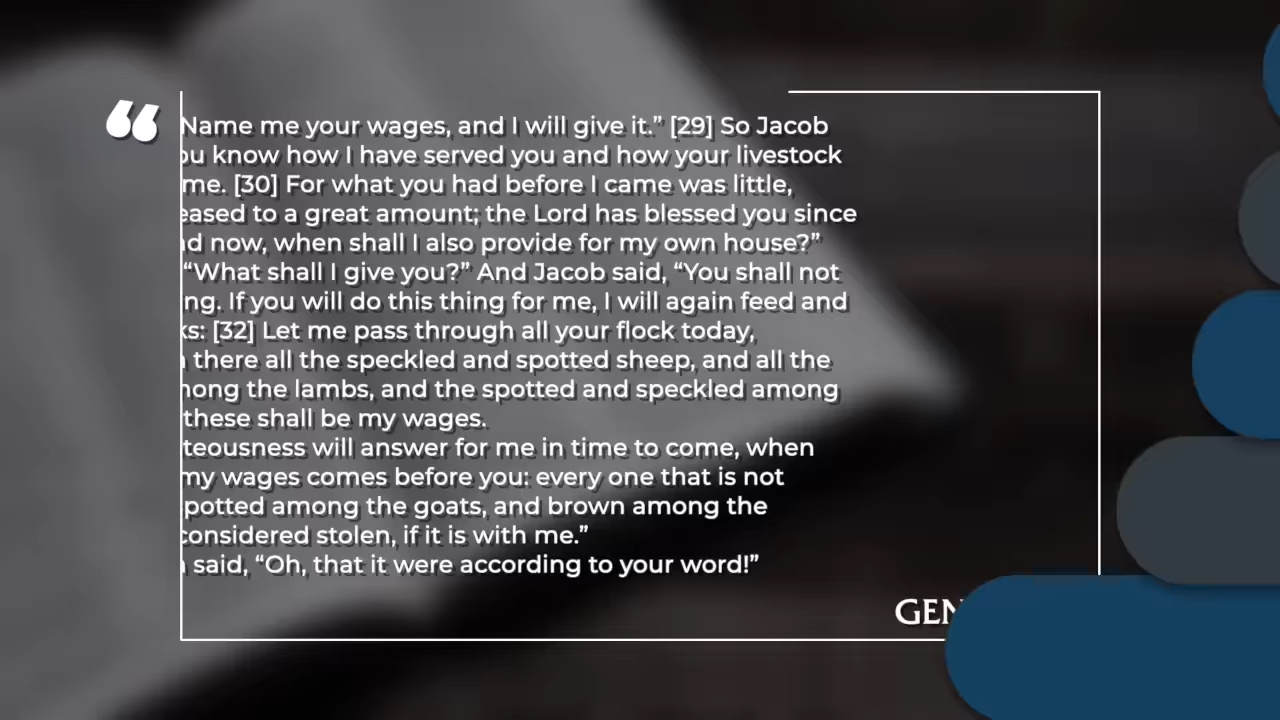 “
Name me your wages, and I will give it.” [29] So Jacob
know how I have served you and how your livestock
me. [30] For what you had before I came was little,
to a great amount; the Lord has blessed you since
now, when shall I also provide for my own house?”
“What shall I give you?” And Jacob said, “You shall not
If you will do this thing for me, I will again feed and
[32] Let me pass through all your flock today,
there all the speckled and spotted sheep, and all the
the lambs, and the spotted and speckled among
these shall be my wages.
will answer for me in time to come, when
my wages comes before you: every one that is not
among the goats, and brown among the
considered stolen, if it is with me.”
said, “Oh, that it were according to your word!”
GEN